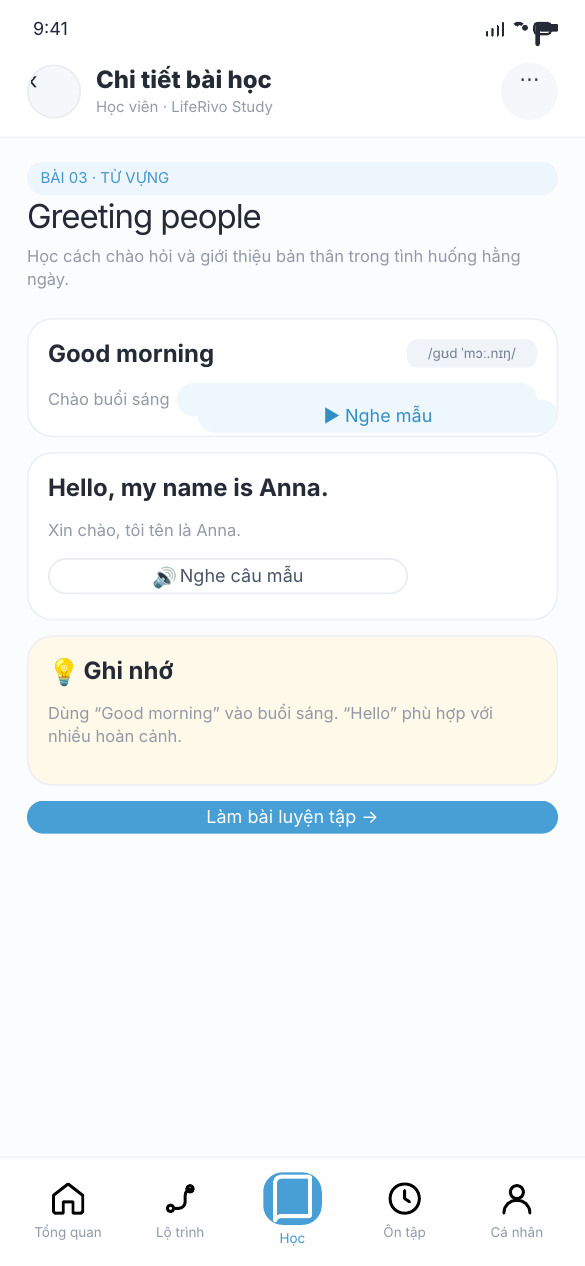 9:41
Chi tiết bài học
Học viên · LifeRivo Study
BÀI 03 · TỪ VỰNG
Greeting people
Học cách chào hỏi và giới thiệu bản thân trong tình huống hằng
ngày.
Good morning
/ɡʊd ˈmɔː.nɪŋ/
Chào buổi sáng
▶ Nghe mẫu
Hello, my name is Anna.
Xin chào, tôi tên là Anna.
🔊 Nghe câu mẫu
💡 Ghi nhớ
Dùng “Good morning” vào buổi sáng. “Hello” phù hợp với
nhiều hoàn cảnh.
Làm bài luyện tập →
Tổng quan
Lộ trình
Học
Ôn tập
Cá nhân